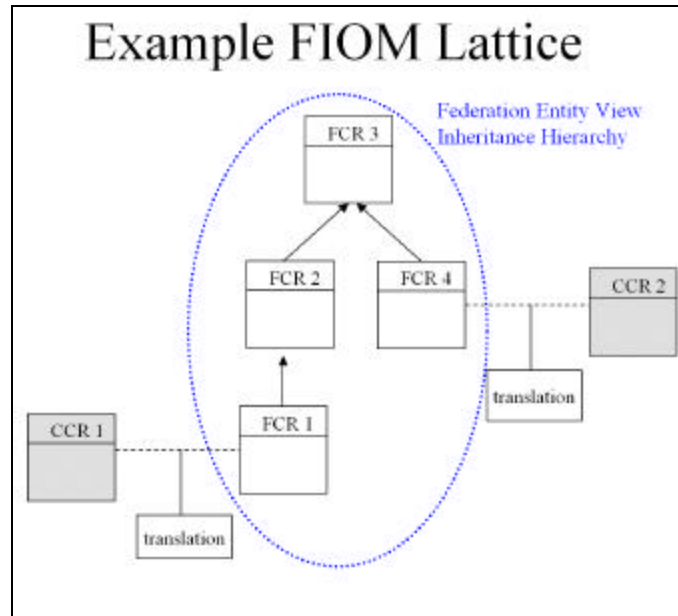 Example FIOM Lattice
Federation Entity View
Inheritance Hierarchy
FCR 3
FCR 2
FCR 4
CCR 2
translation
CCR 1
FCR 1
translation